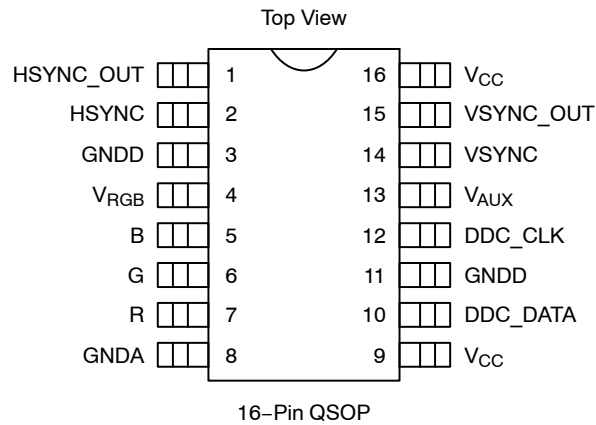 Top View
HSYNC_OUT 1 16 VCC
HSYNC 2 15 VSYNC_OUT
GNDD 3 14 VSYNC
VRGB 4 13 VAUX
B 5 12 DDC_CLK
G 6 11 GNDD
R 7 10 DDC_DATA
GNDA 8 9 VCC
16−Pin QSOP